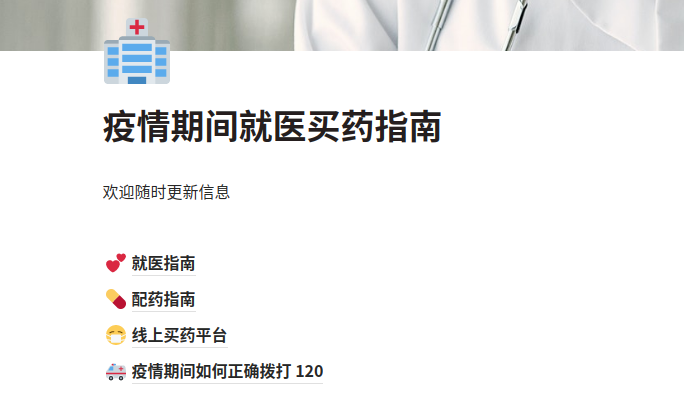 疫情期间就医买药指南
欢迎随时更新信息
就医指南
配药指南
线上买药平台
疫情期间如何正确拨打 120